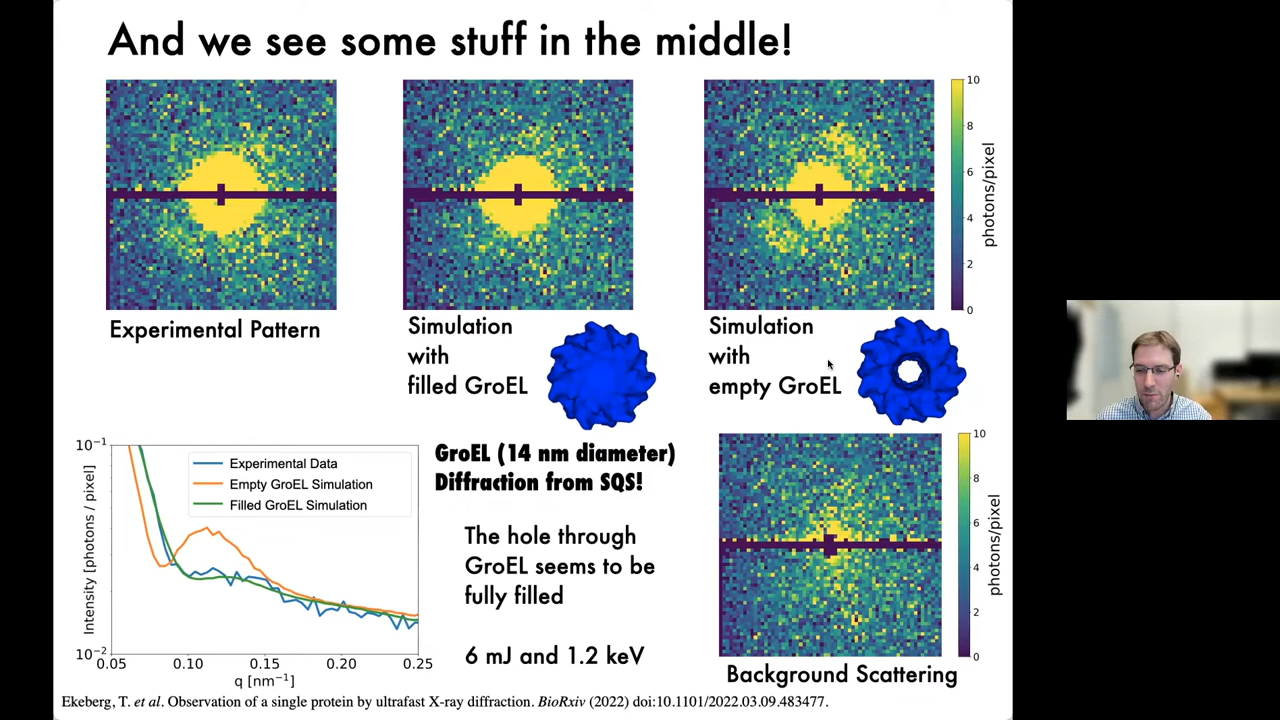 And we see some stuff in the middle!
10
8
6
4
2
0
photons/pixel
Experimental Pattern
Simulation
with
filled GroEL
Simulation
with
empty GroEL
10⁻¹
10⁻²
Intensity [photons / pixel]
Experimental Data
Empty GroEL Simulation
Filled GroEL Simulation
0.05 0.10 0.15 0.20 0.25
q [nm⁻¹]
GroEL (14 nm diameter)
Diffraction from SQS!
The hole through
GroEL seems to be
fully filled
6 mJ and 1.2 keV
10
8
6
4
2
0
photons/pixel
Background Scattering
Ekeberg, T. et al. Observation of a single protein by ultrafast X-ray diffraction. BioRxiv (2022) doi:10.1101/2022.03.09.483477.